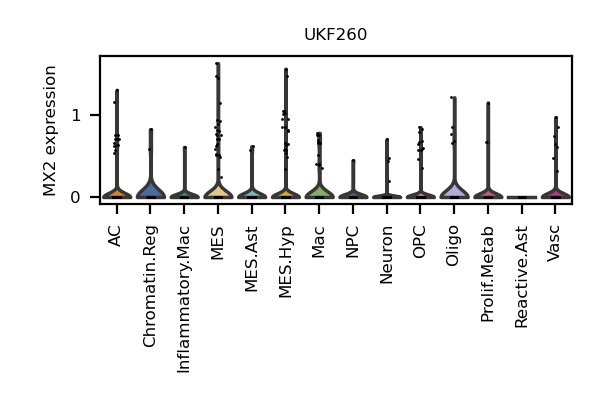 UKF260
MX2 expression
1
0
AC
Chromatin.Reg
Inflammatory.Mac
MES
MES.Ast
MES.Hyp
Mac
NPC
Neuron
OPC
Oligo
Prolif.Metab
Reactive.Ast
Vasc